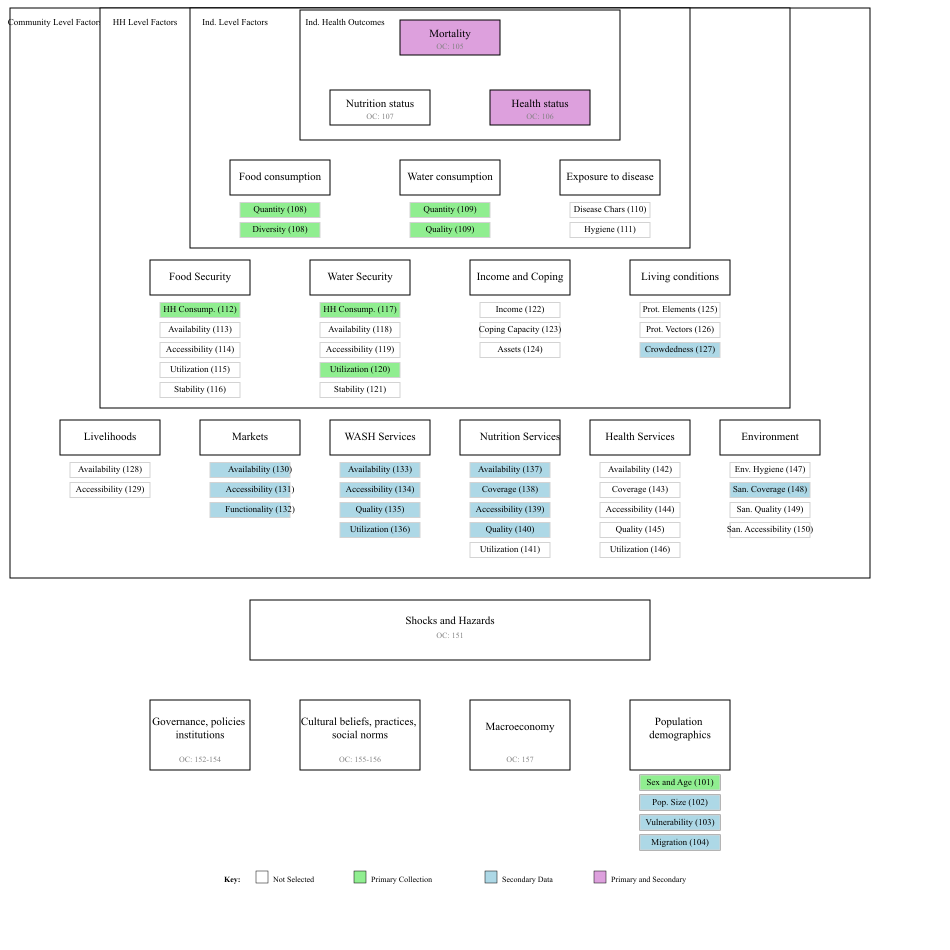 Community Level Factors
HH Level Factors
Ind. Level Factors
Ind. Health Outcomes
Mortality
OC: 105
Nutrition status
OC: 107
Health status
OC: 106
Food consumption
Quantity (108)
Diversity (108)
Water consumption
Quantity (109)
Quality (109)
Exposure to disease
Disease Chars (110)
Hygiene (111)
Food Security
HH Consump. (112)
Availability (113)
Accessibility (114)
Utilization (115)
Stability (116)
Water Security
HH Consump. (117)
Availability (118)
Accessibility (119)
Utilization (120)
Stability (121)
Income and Coping
Income (122)
Coping Capacity (123)
Assets (124)
Living conditions
Prot. Elements (125)
Prot. Vectors (126)
Crowdedness (127)
Livelihoods
Availability (128)
Accessibility (129)
Markets
Availability (130)
Accessibility (131)
Functionality (132)
WASH Services
Availability (133)
Accessibility (134)
Quality (135)
Utilization (136)
Nutrition Services
Availability (137)
Coverage (138)
Accessibility (139)
Quality (140)
Utilization (141)
Health Services
Availability (142)
Coverage (143)
Accessibility (144)
Quality (145)
Utilization (146)
Environment
Env. Hygiene (147)
San. Coverage (148)
San. Quality (149)
San. Accessibility (150)
Shocks and Hazards
OC: 151
Governance, policies
institutions
OC: 152-154
Cultural beliefs, practices,
social norms
OC: 155-156
Macroeconomy
OC: 157
Population
demographics
Sex and Age (101)
Pop. Size (102)
Vulnerability (103)
Migration (104)
Key:
Not Selected
Primary Collection
Secondary Data
Primary and Secondary